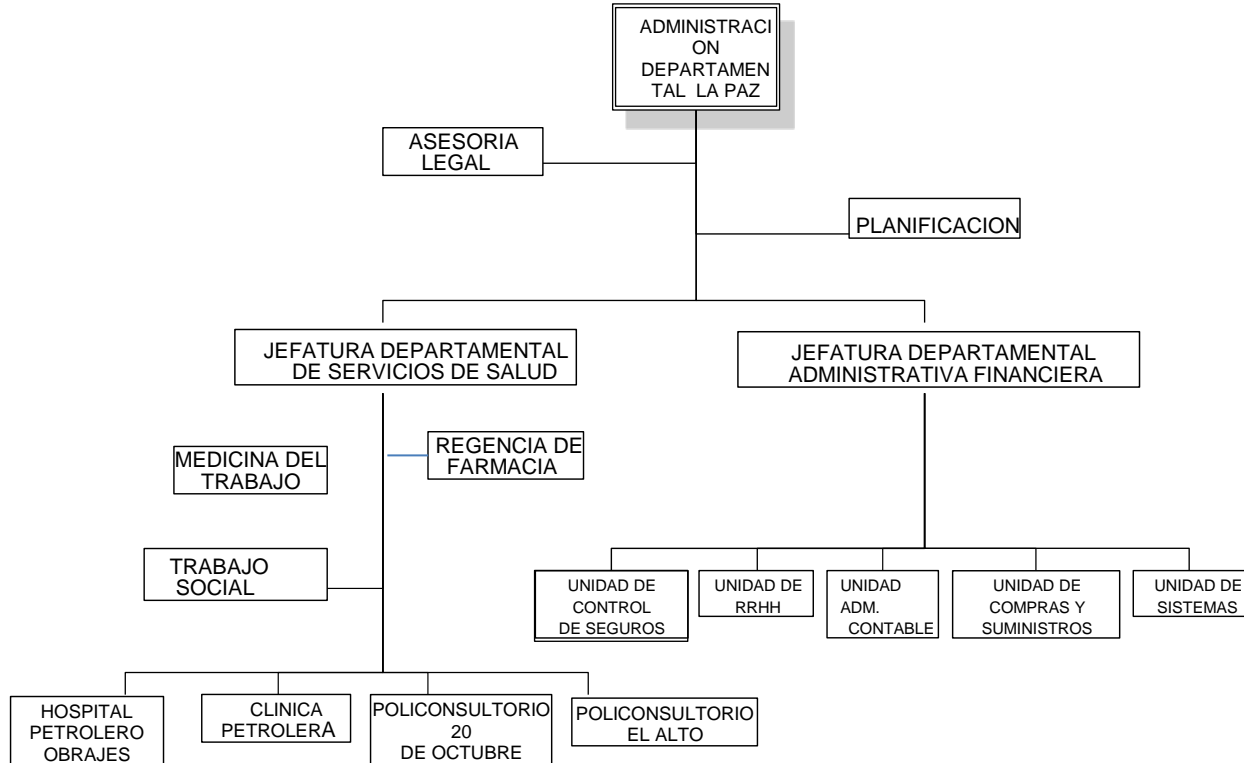 ADMINISTRACI
ON
DEPARTAMEN
TAL LA PAZ
ASESORIA
LEGAL
PLANIFICACION
JEFATURA DEPARTAMENTAL
DE SERVICIOS DE SALUD
JEFATURA DEPARTAMENTAL
ADMINISTRATIVA FINANCIERA
MEDICINA DEL
TRABAJO
REGENCIA DE
FARMACIA
TRABAJO
SOCIAL
UNIDAD DE
CONTROL
DE SEGUROS
UNIDAD DE
RRHH
UNIDAD
ADM.
CONTABLE
UNIDAD DE
COMPRAS Y
SUMINISTROS
UNIDAD DE
SISTEMAS
HOSPITAL
PETROLERO
OBRAJES
CLINICA
PETROLERA
POLICONSULTORIO
20
DE OCTUBRE
POLICONSULTORIO
EL ALTO